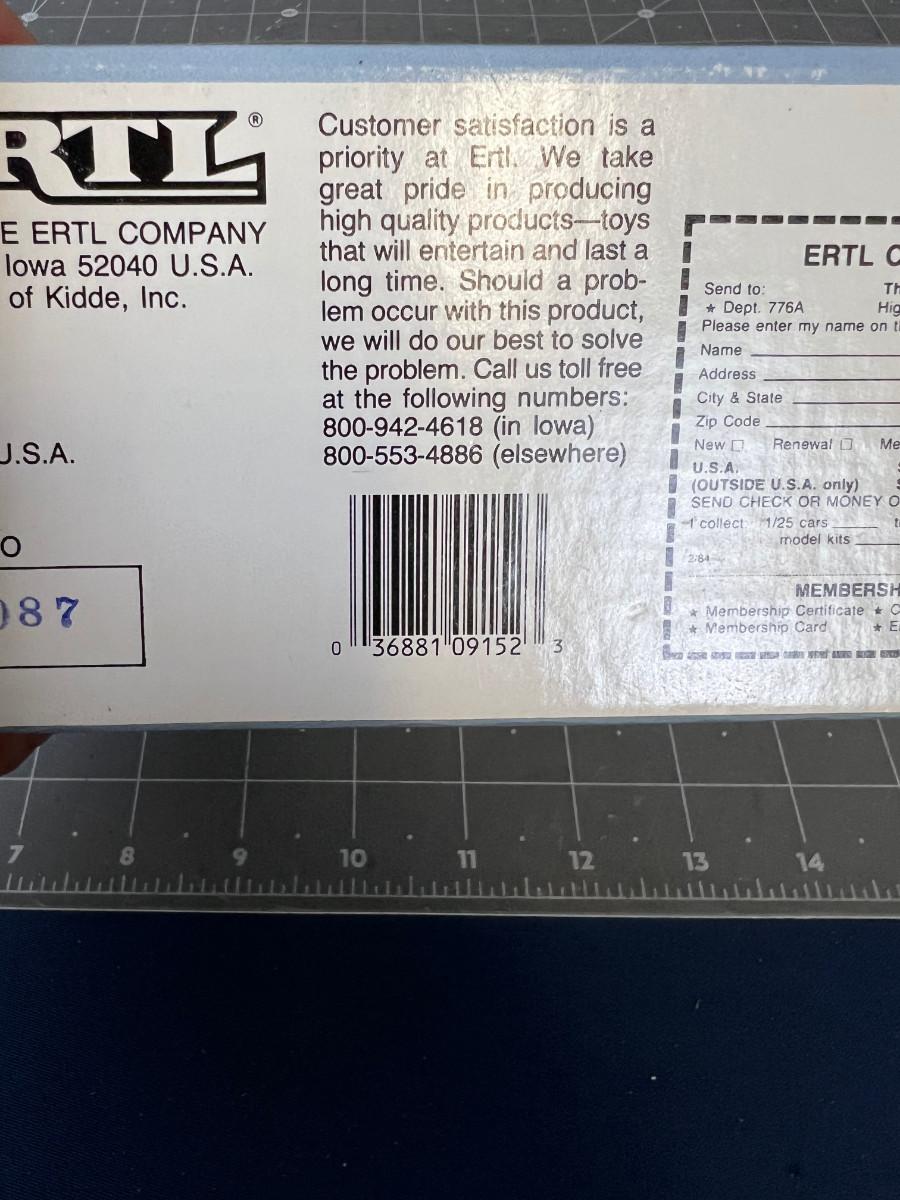 RTL®
E ERTL COMPANY
Iowa 52040 U.S.A.
of Kidde, Inc.
U.S.A.
O
087
Customer satisfaction is a
priority at Ertl. We take
great pride in producing
high quality products—toys
that will entertain and last a
long time. Should a prob-
lem occur with this product,
we will do our best to solve
the problem. Call us toll free
at the following numbers:
800-942-4618 (in Iowa)
800-553-4886 (elsewhere)
0 36881 09152 3
ERTL C
Send to: Th
★ Dept. 776A Hig
Please enter my name on t
Name
Address
City & State
Zip Code
New □ Renewal □ Me
U.S.A. $
(OUTSIDE U.S.A. only) $
SEND CHECK OR MONEY O
I collect: 1/25 cars t
model kits
2/84
MEMBERSH
★ Membership Certificate ★ C
★ Membership Card ★ E
7 8 9 10 11 12 13 14